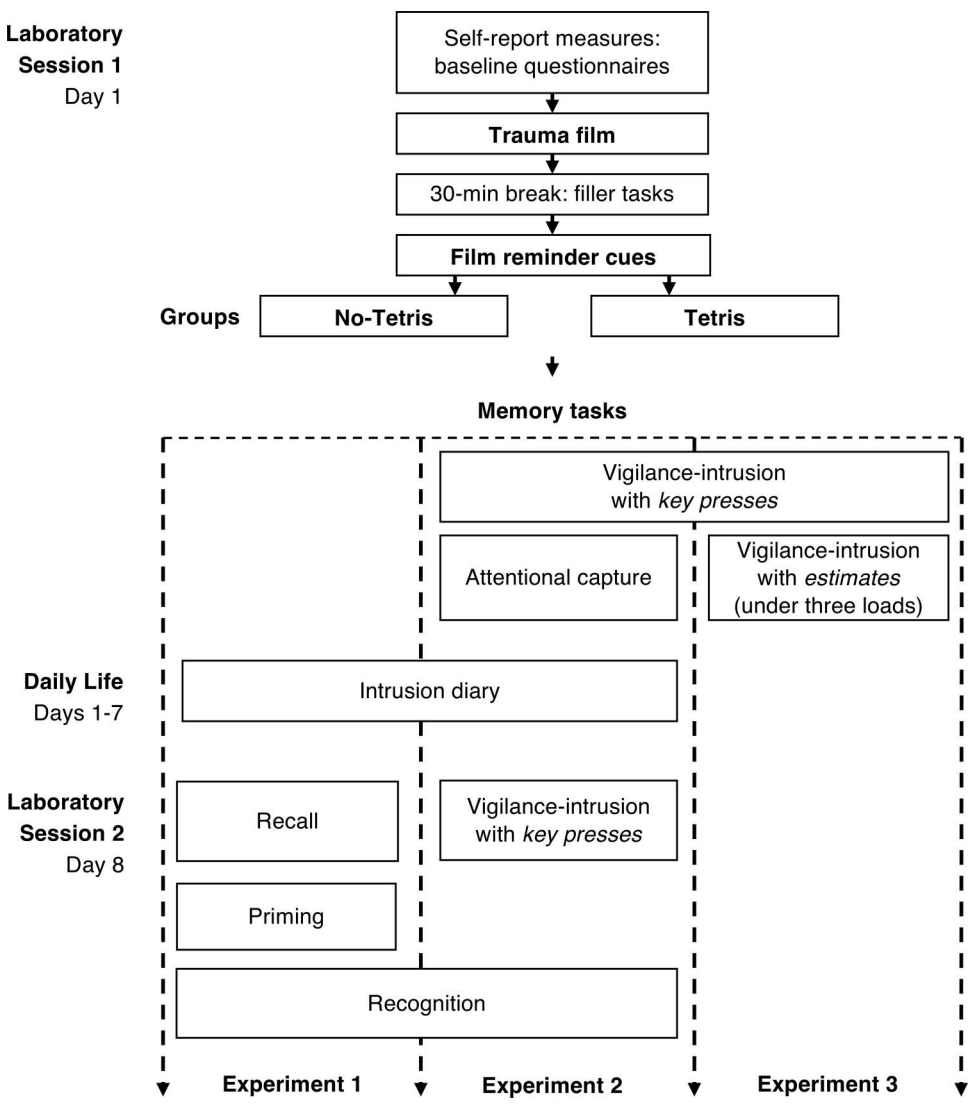 Laboratory
Session 1
Day 1
Self-report measures:
baseline questionnaires
Trauma film
30-min break: filler tasks
Film reminder cues
Groups
No-Tetris
Tetris
Memory tasks
Vigilance-intrusion
with key presses
Attentional capture
Vigilance-intrusion
with estimates
(under three loads)
Daily Life
Days 1-7
Intrusion diary
Laboratory
Session 2
Day 8
Recall
Vigilance-intrusion
with key presses
Priming
Recognition
Experiment 1
Experiment 2
Experiment 3